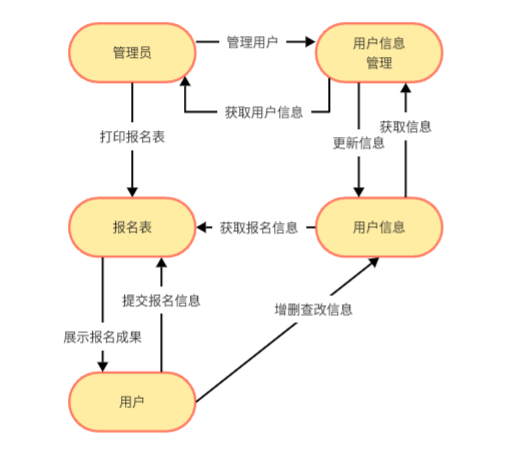 管理员
管理用户
用户信息
管理
获取用户信息
获取信息
打印报名表
更新信息
报名表
获取报名信息
用户信息
提交报名信息
增删查改信息
展示报名成果
用户